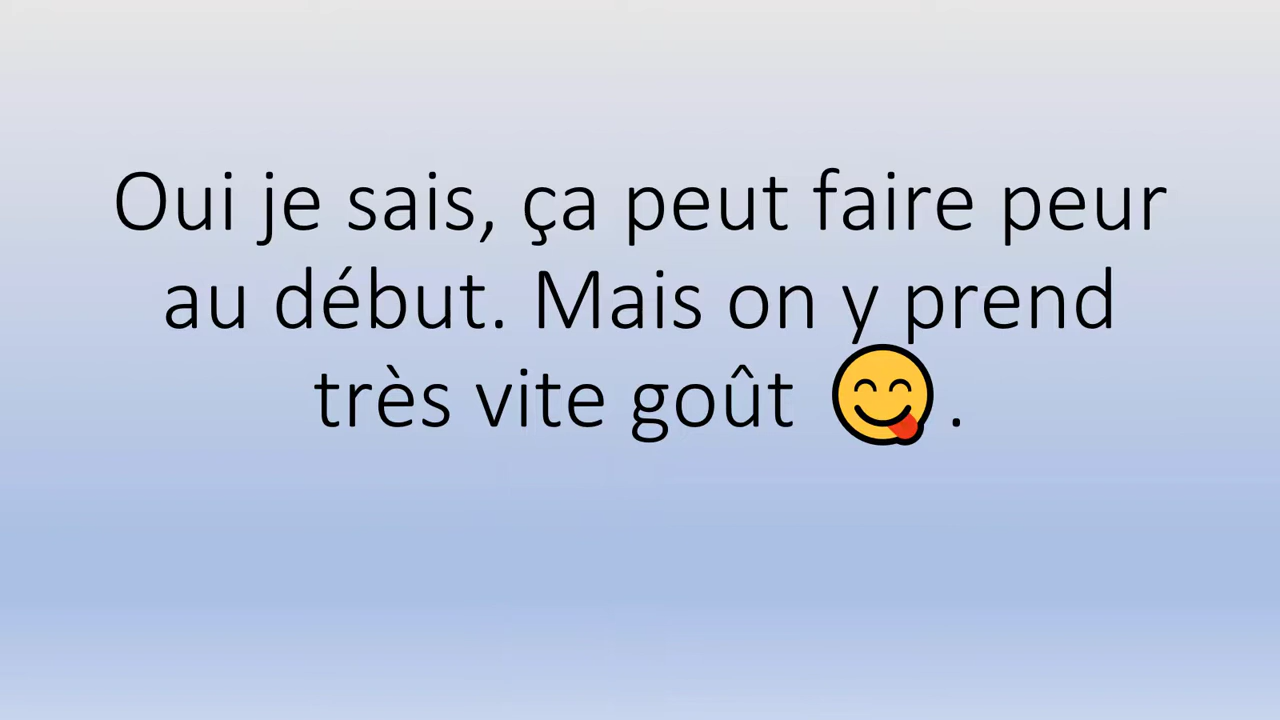 Oui je sais, ça peut faire peur
au début. Mais on y prend
très vite goût 😋.